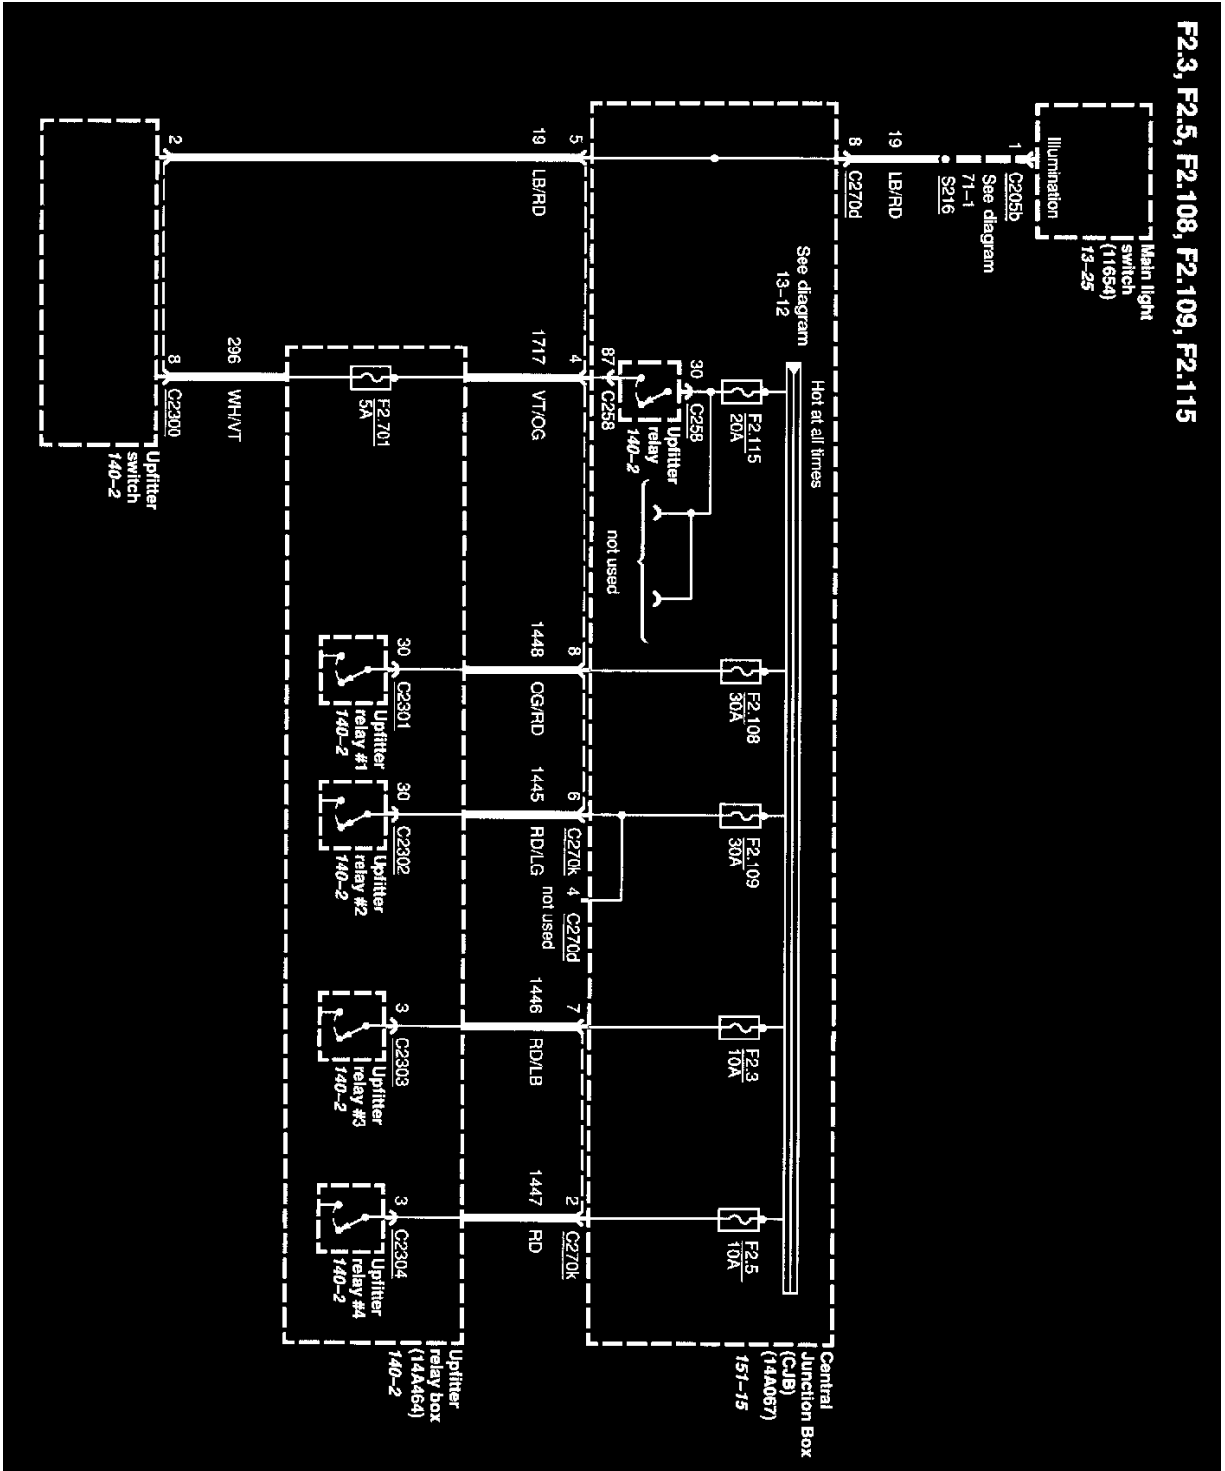 F2.3, F2.5, F2.108, F2.109, F2.115
Illumination
Main light
switch
(11654)
13–25
1
C205b
See diagram
71–1
S216
19
LB/RD
8
C270d
See diagram
13–12
Hot at all times
F2.115
20A
F2.108
30A
F2.109
30A
F2.3
10A
F2.5
10A
Central
Junction Box
(CJB)
(14A067)
151–15
30
C258
Upfitter
relay
140–2
87
C258
not used
5
4
8
6
C270k
4
C270d
not used
7
2
C270k
19
LB/RD
1717
VT/OG
1448
OG/RD
1445
RD/LG
1446
RD/LB
1447
RD
F2.701
5A
30
C2301
Upfitter
relay #1
140–2
30
C2302
Upfitter
relay #2
140–2
3
C2303
Upfitter
relay #3
140–2
3
C2304
Upfitter
relay #4
140–2
Upfitter
relay box
(14A464)
140–2
296
WH/VT
2
8
C2300
Upfitter
switch
140–2